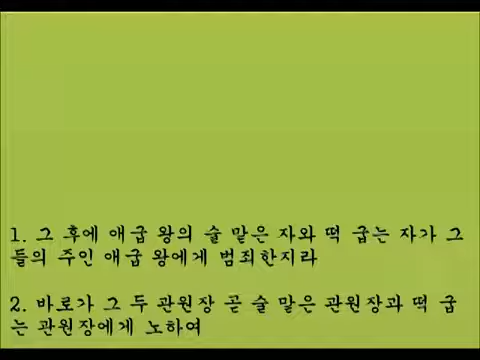 1. 그 후에 애굽 왕의 술 맡은 자와 떡 굽는 자가 그
들의 주인 애굽 왕에게 범죄한지라
2. 바로가 그 두 관원장 곧 술 맡은 관원장과 떡 굽
는 관원장에게 노하여